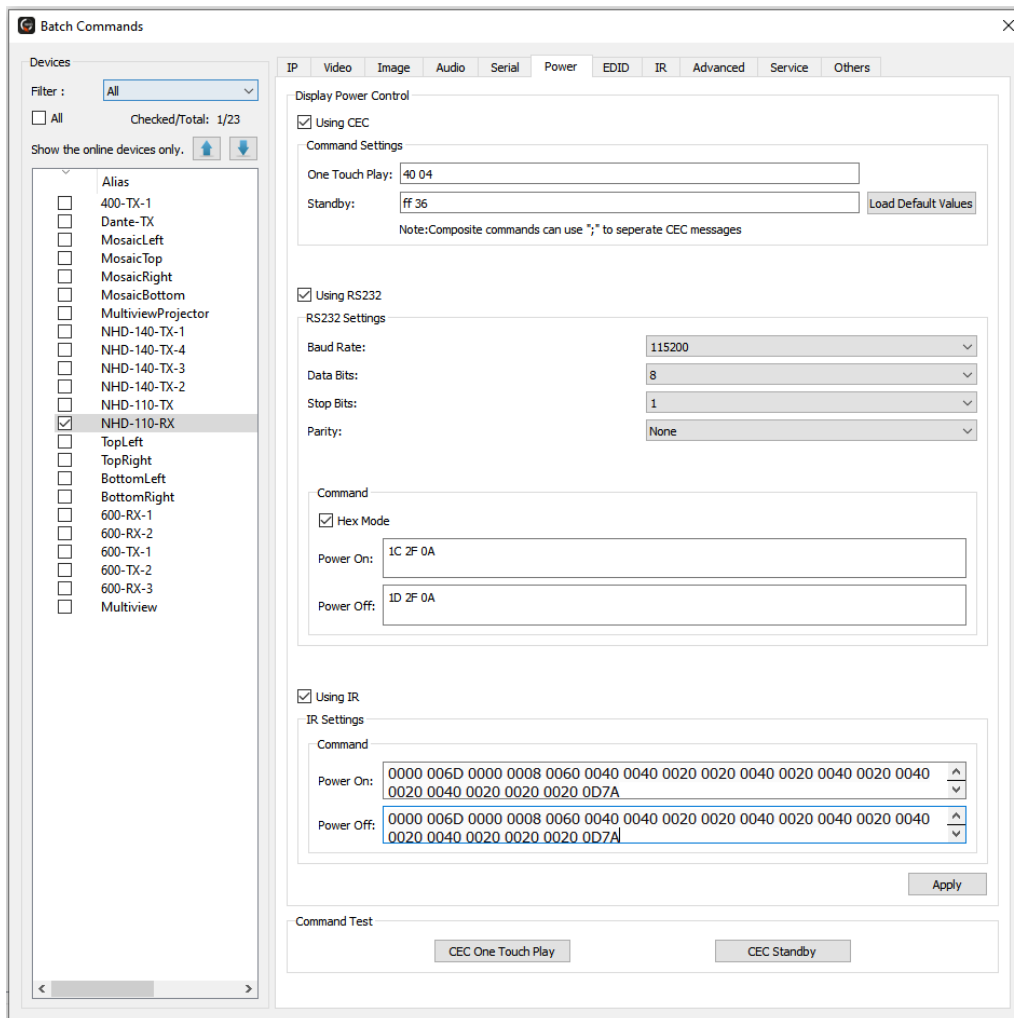 Batch Commands
Devices
Filter :
All
All
Checked/Total: 1/23
Show the online devices only.
Alias
400-TX-1
Dante-TX
MosaicLeft
MosaicTop
MosaicRight
MosaicBottom
MultiviewProjector
NHD-140-TX-1
NHD-140-TX-4
NHD-140-TX-3
NHD-140-TX-2
NHD-110-TX
NHD-110-RX
TopLeft
TopRight
BottomLeft
BottomRight
600-RX-1
600-RX-2
600-TX-1
600-TX-2
600-RX-3
Multiview
IP Video Image Audio Serial Power EDID IR Advanced Service Others
Display Power Control
Using CEC
Command Settings
One Touch Play: 40 04
Standby: ff 36 Load Default Values
Note:Composite commands can use ";" to seperate CEC messages
Using RS232
RS232 Settings
Baud Rate: 115200
Data Bits: 8
Stop Bits: 1
Parity: None
Command
Hex Mode
Power On: 1C 2F 0A
Power Off: 1D 2F 0A
Using IR
IR Settings
Command
Power On: 0000 006D 0000 0008 0060 0040 0040 0020 0020 0040 0020 0040 0020 0040
0020 0040 0020 0020 0020 0D7A
Power Off: 0000 006D 0000 0008 0060 0040 0040 0020 0020 0040 0020 0040 0020 0040
0020 0040 0020 0020 0020 0D7A
Apply
Command Test
CEC One Touch Play CEC Standby